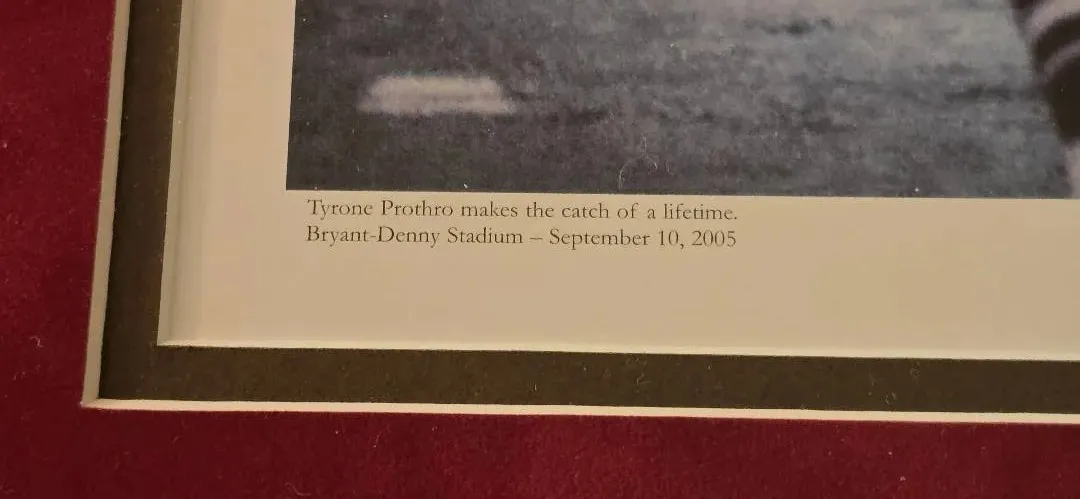 Tyrone Prothro makes the catch of a lifetime.
Bryant-Denny Stadium – September 10, 2005